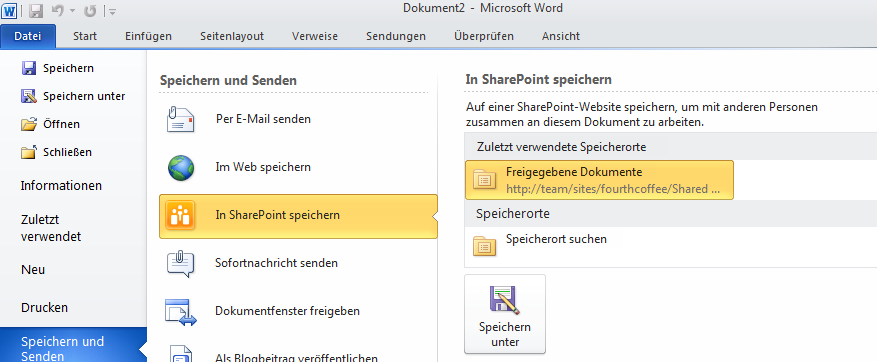 Dokument2 - Microsoft Word
Datei Start Einfügen Seitenlayout Verweise Sendungen Überprüfen Ansicht
Speichern
Speichern unter
Öffnen
Schließen
Informationen
Zuletzt
verwendet
Neu
Drucken
Speichern und
Senden
Speichern und Senden
Per E-Mail senden
Im Web speichern
In SharePoint speichern
Sofortnachricht senden
Dokumentfenster freigeben
Als Blogbeitrag veröffentlichen
In SharePoint speichern
Auf einer SharePoint-Website speichern, um mit anderen Personen
zusammen an diesem Dokument zu arbeiten.
Zuletzt verwendete Speicherorte
Freigegebene Dokumente
http://team/sites/fourthcoffee/Shared ...
Speicherorte
Speicherort suchen
Speichern
unter